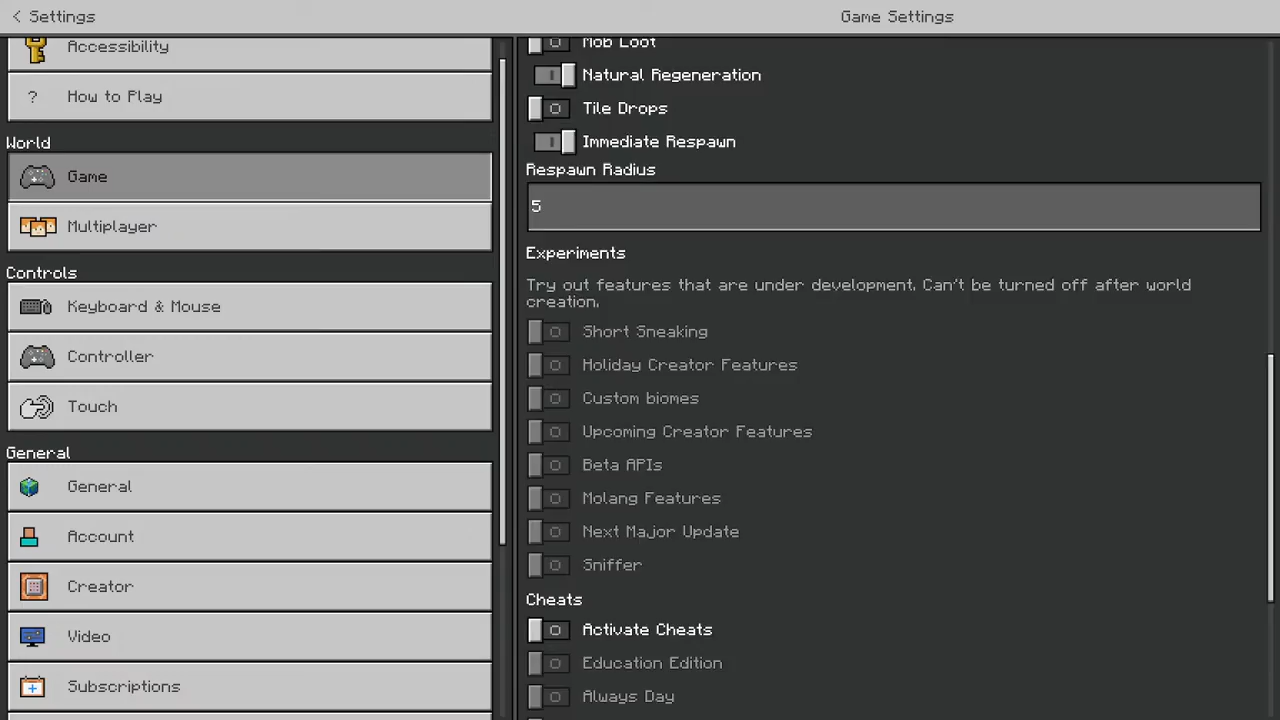 Settings
Game Settings
Accessibility
? How to Play
World
Game
Multiplayer
Controls
Keyboard & Mouse
Controller
Touch
General
General
Account
Creator
Video
Subscriptions
Mob Loot
Natural Regeneration
Tile Drops
Immediate Respawn
Respawn Radius
5
Experiments
Try out features that are under development. Can't be turned off after world
creation.
Short Sneaking
Holiday Creator Features
Custom biomes
Upcoming Creator Features
Beta APIs
Molang Features
Next Major Update
Sniffer
Cheats
Activate Cheats
Education Edition
Always Day